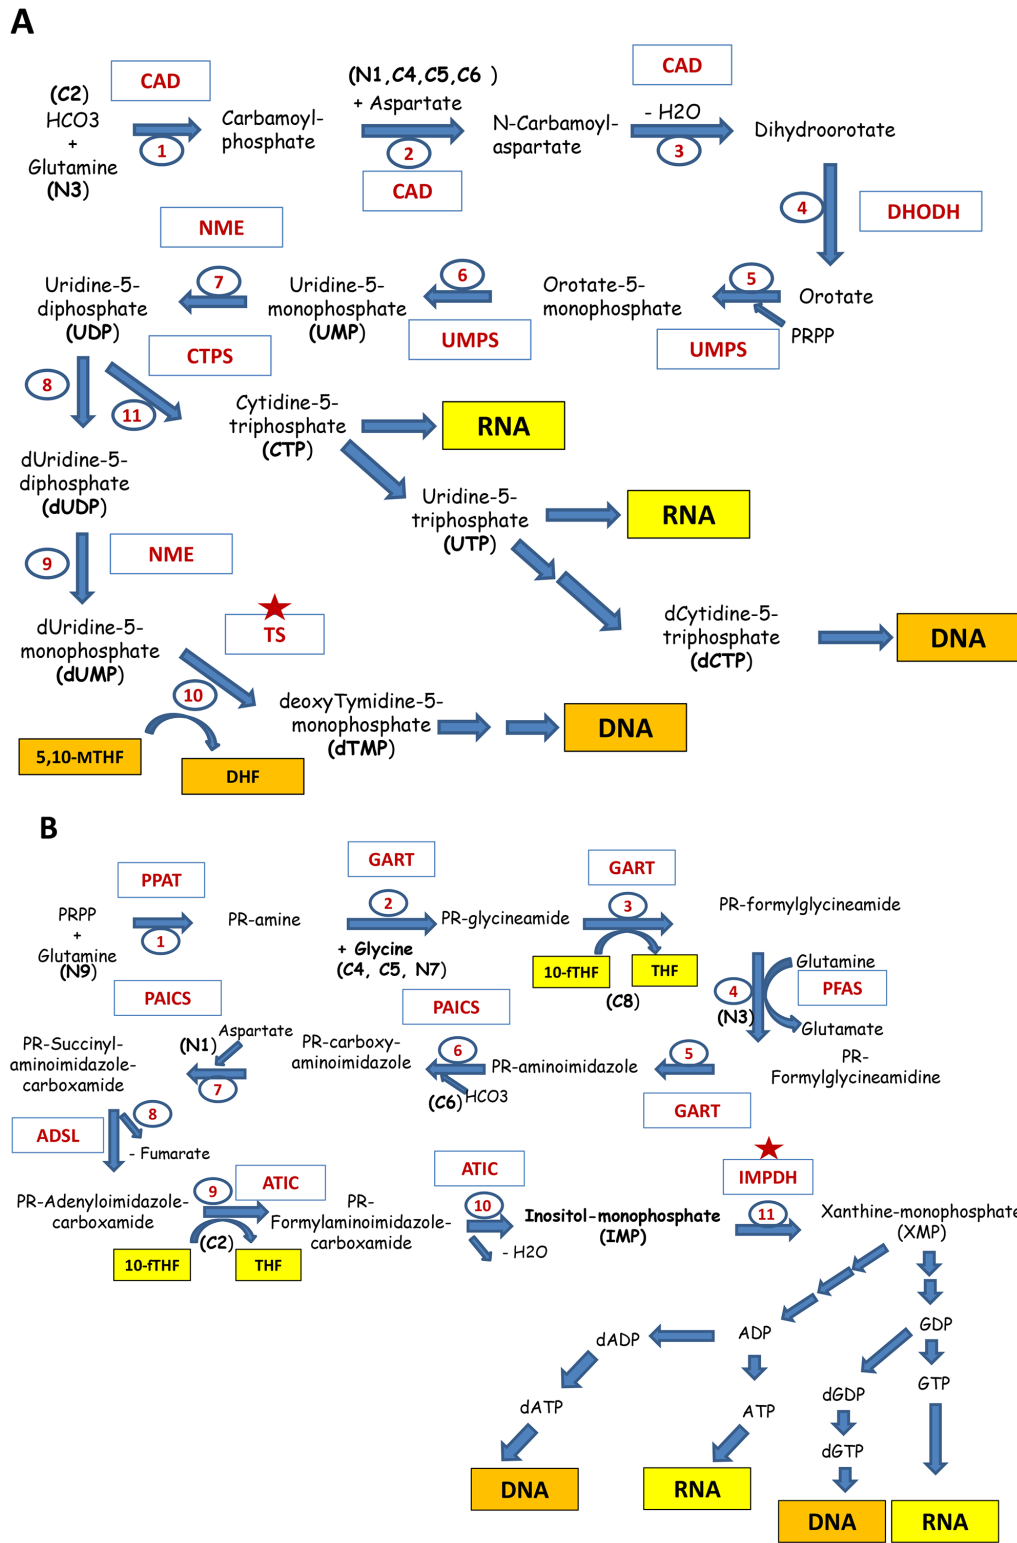 A
CAD
(C2)
HCO3
+
Glutamine
(N3)
1
Carbamoyl-
phosphate
(N1,C4,C5,C6 )
+ Aspartate
2
CAD
N-Carbamoyl-
aspartate
CAD
- H2O
3
Dihydroorotate
4
DHODH
Orotate
PRPP
5
UMPS
Orotate-5-
monophosphate
6
UMPS
Uridine-5-
monophosphate
(UMP)
NME
7
Uridine-5-
diphosphate
(UDP)
CTPS
8
11
Cytidine-5-
triphosphate
(CTP)
RNA
Uridine-5-
triphosphate
(UTP)
RNA
dCytidine-5-
triphosphate
(dCTP)
DNA
dUridine-5-
diphosphate
(dUDP)
9
NME
dUridine-5-
monophosphate
(dUMP)
TS
10
5,10-MTHF
DHF
deoxyTymidine-5-
monophosphate
(dTMP)
DNA
B
PPAT
PRPP
+
Glutamine
(N9)
1
PR-amine
GART
2
+ Glycine
(C4, C5, N7)
PR-glycineamide
GART
3
10-fTHF
THF
(C8)
PR-formylglycineamide
Glutamine
4
PFAS
(N3)
Glutamate
PR-
Formylglycineamidine
5
GART
PR-aminoimidazole
PAICS
6
(C6)
HCO3
PR-carboxy-
aminoimidazole
PAICS
Aspartate
(N1)
7
PR-Succinyl-
aminoimidazole-
carboxamide
ADSL
8
- Fumarate
PR-Adenyloimidazole-
carboxamide
9
ATIC
(C2)
10-fTHF
THF
PR-
Formylaminoimidazole-
carboxamide
ATIC
10
- H2O
Inositol-monophosphate
(IMP)
IMPDH
11
Xanthine-monophosphate
(XMP)
ADP
dADP
dATP
DNA
ATP
RNA
GDP
dGDP
GTP
dGTP
DNA
RNA